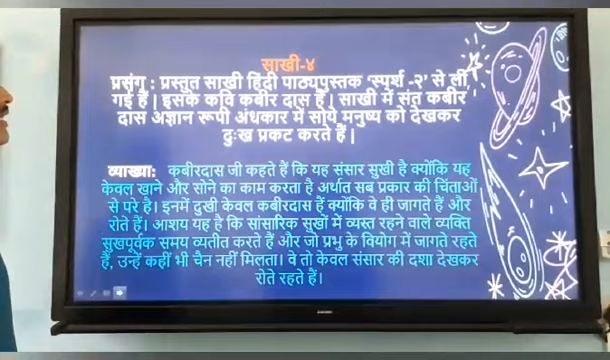 साखी-४
प्रसंग : प्रस्तुत साखी हिंदी पाठ्यपुस्तक 'स्पर्श -२' से ली
गई है | इसके कवि कबीर दास हैं | साखी में संत कबीर
दास अज्ञान रूपी अंधकार में सोये मनुष्य को देखकर
दुःख प्रकट करते हैं |
व्याख्या: कबीरदास जी कहते हैं कि यह संसार सुखी है क्योंकि यह
केवल खाने और सोने का काम करता है अर्थात सब प्रकार की चिंताओं
से परे है। इनमें दुखी केवल कबीरदास हैं क्योंकि वे ही जागते हैं और
रोते हैं। आशय यह है कि सांसारिक सुखों में व्यस्त रहने वाले व्यक्ति
सुखपूर्वक समय व्यतीत करते हैं और जो प्रभु के वियोग में जागते रहते
हैं, उन्हें कहीं भी चैन नहीं मिलता। वे तो केवल संसार की दशा देखकर
रोते रहते हैं।